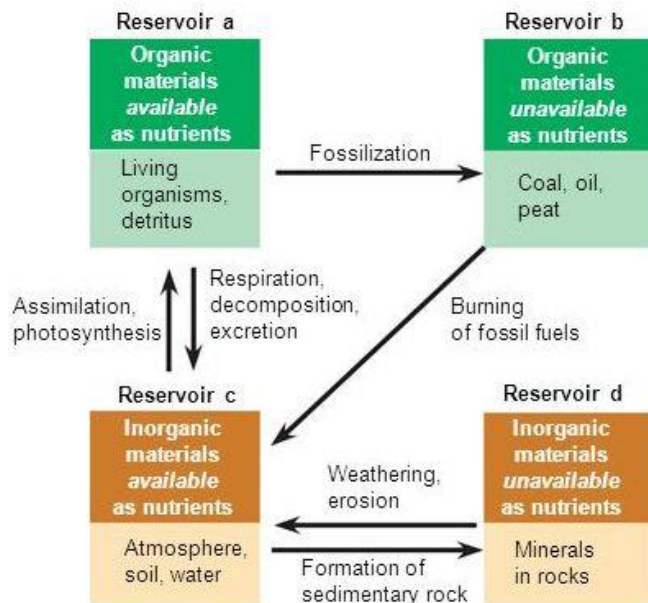 Reservoir a
Organic
materials
available
as nutrients
Living
organisms,
detritus
Fossilization
Reservoir b
Organic
materials
unavailable
as nutrients
Coal, oil,
peat
Assimilation,
photosynthesis
Respiration,
decomposition,
excretion
Burning
of fossil fuels
Reservoir c
Inorganic
materials
available
as nutrients
Atmosphere,
soil, water
Weathering,
erosion
Formation of
sedimentary rock
Reservoir d
Inorganic
materials
unavailable
as nutrients
Minerals
in rocks